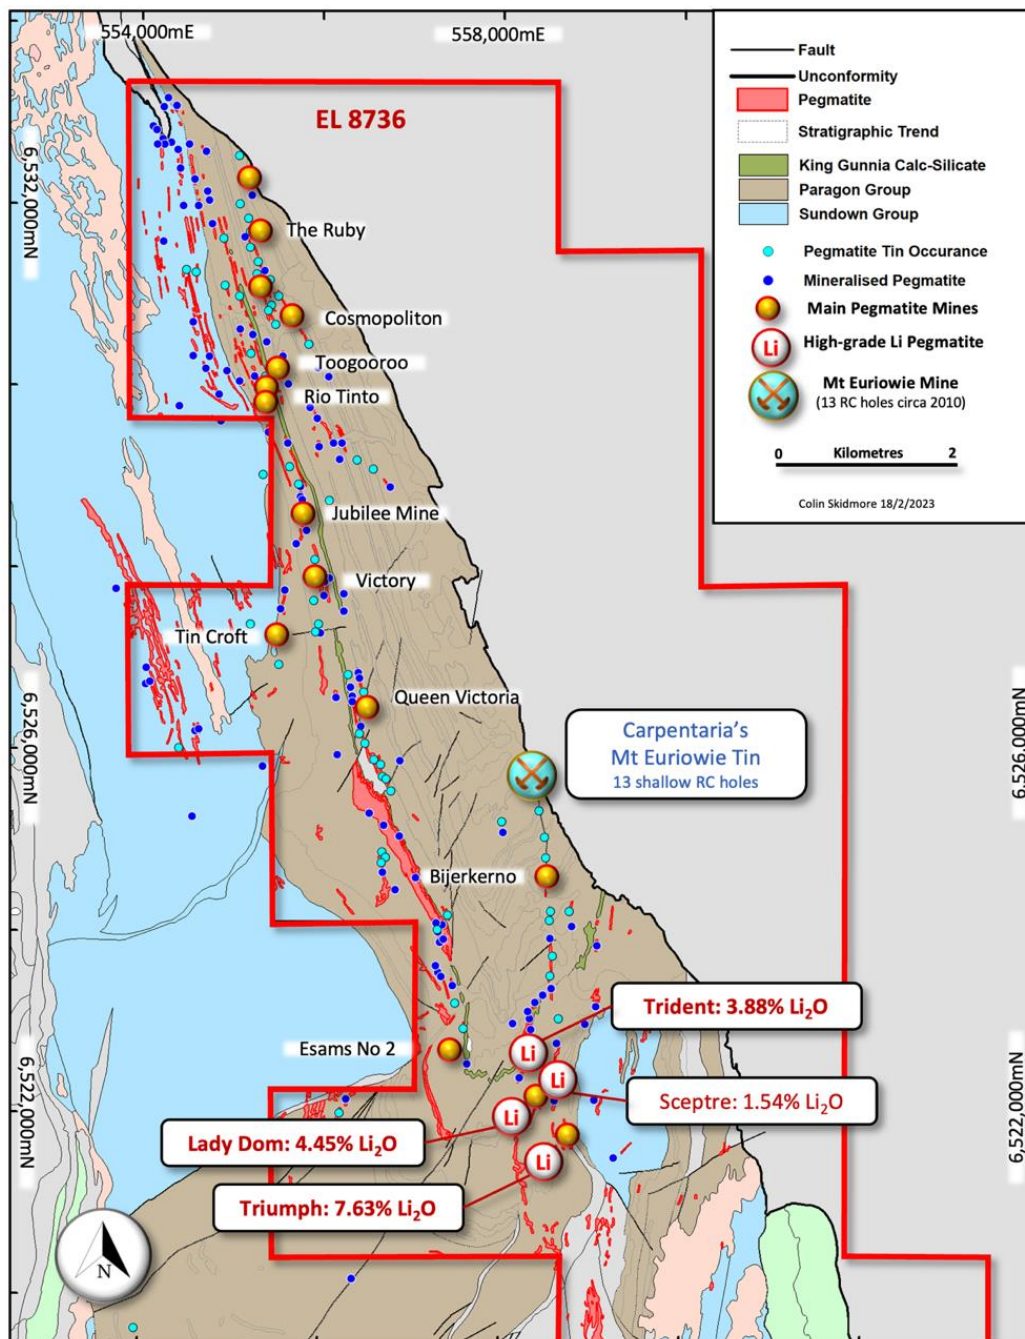 554,000mE
558,000mE
EL 8736
6,532,000mN
Fault
Unconformity
Pegmatite
Stratigraphic Trend
King Gunnia Calc-Silicate
Paragon Group
Sundown Group
Pegmatite Tin Occurance
Mineralised Pegmatite
Main Pegmatite Mines
Li
High-grade Li Pegmatite
Mt Euriowie Mine
(13 RC holes circa 2010)
0 Kilometres 2
Colin Skidmore 18/2/2023
The Ruby
Cosmopoliton
Toogooroo
Rio Tinto
Jubilee Mine
Victory
Tin Croft
Queen Victoria
6,526,000mN
6,526,000mN
Carpentaria's
Mt Euriowie Tin
13 shallow RC holes
Bijerkerno
Trident: 3.88% Li₂O
Esams No 2
Li
Li
Sceptre: 1.54% Li₂O
6,522,000mN
6,522,000mN
Li
Lady Dom: 4.45% Li₂O
Li
Triumph: 7.63% Li₂O
N